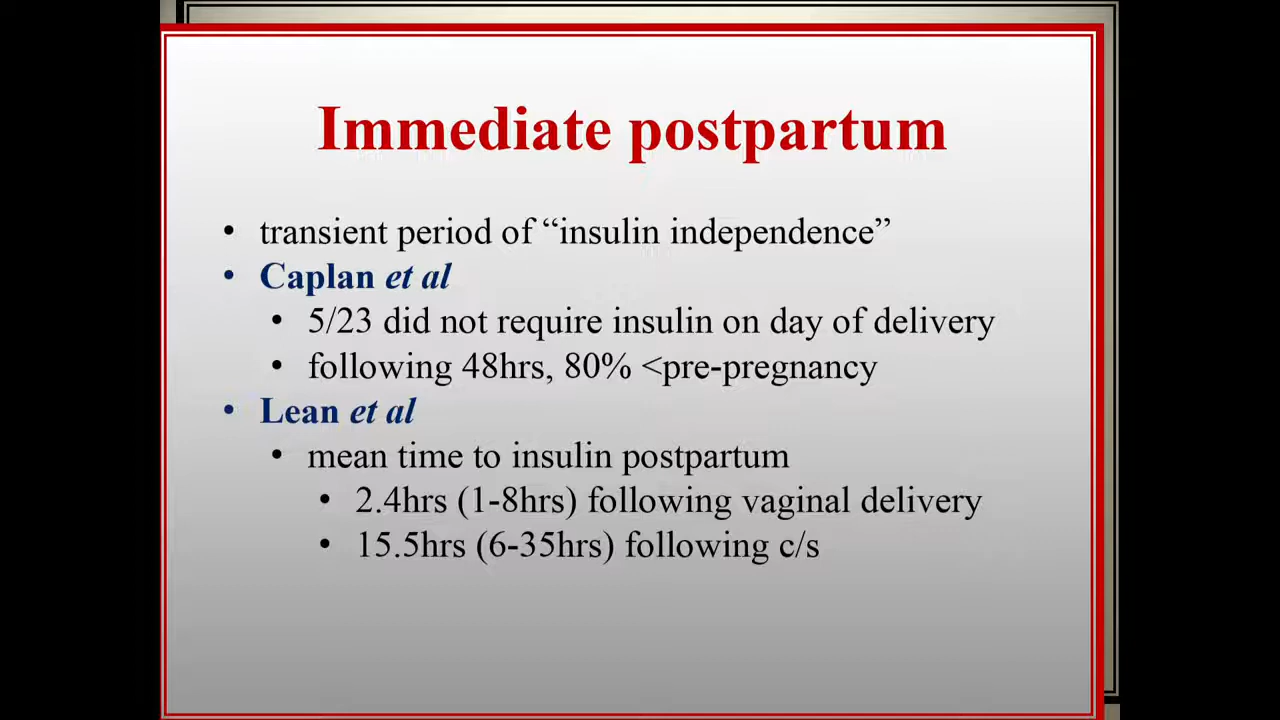 Immediate postpartum
• transient period of “insulin independence”
• Caplan et al
• 5/23 did not require insulin on day of delivery
• following 48hrs, 80% <pre-pregnancy
• Lean et al
• mean time to insulin postpartum
• 2.4hrs (1-8hrs) following vaginal delivery
• 15.5hrs (6-35hrs) following c/s